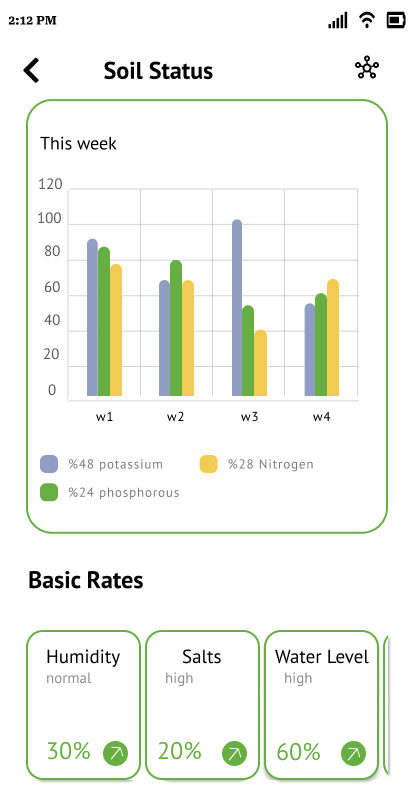 2:12 PM
Soil Status
This week
120
100
80
60
40
20
0
w1 w2 w3 w4
%48 potassium %28 Nitrogen
%24 phosphorous
Basic Rates
Humidity Salts Water Level
normal high high
30% 20% 60%